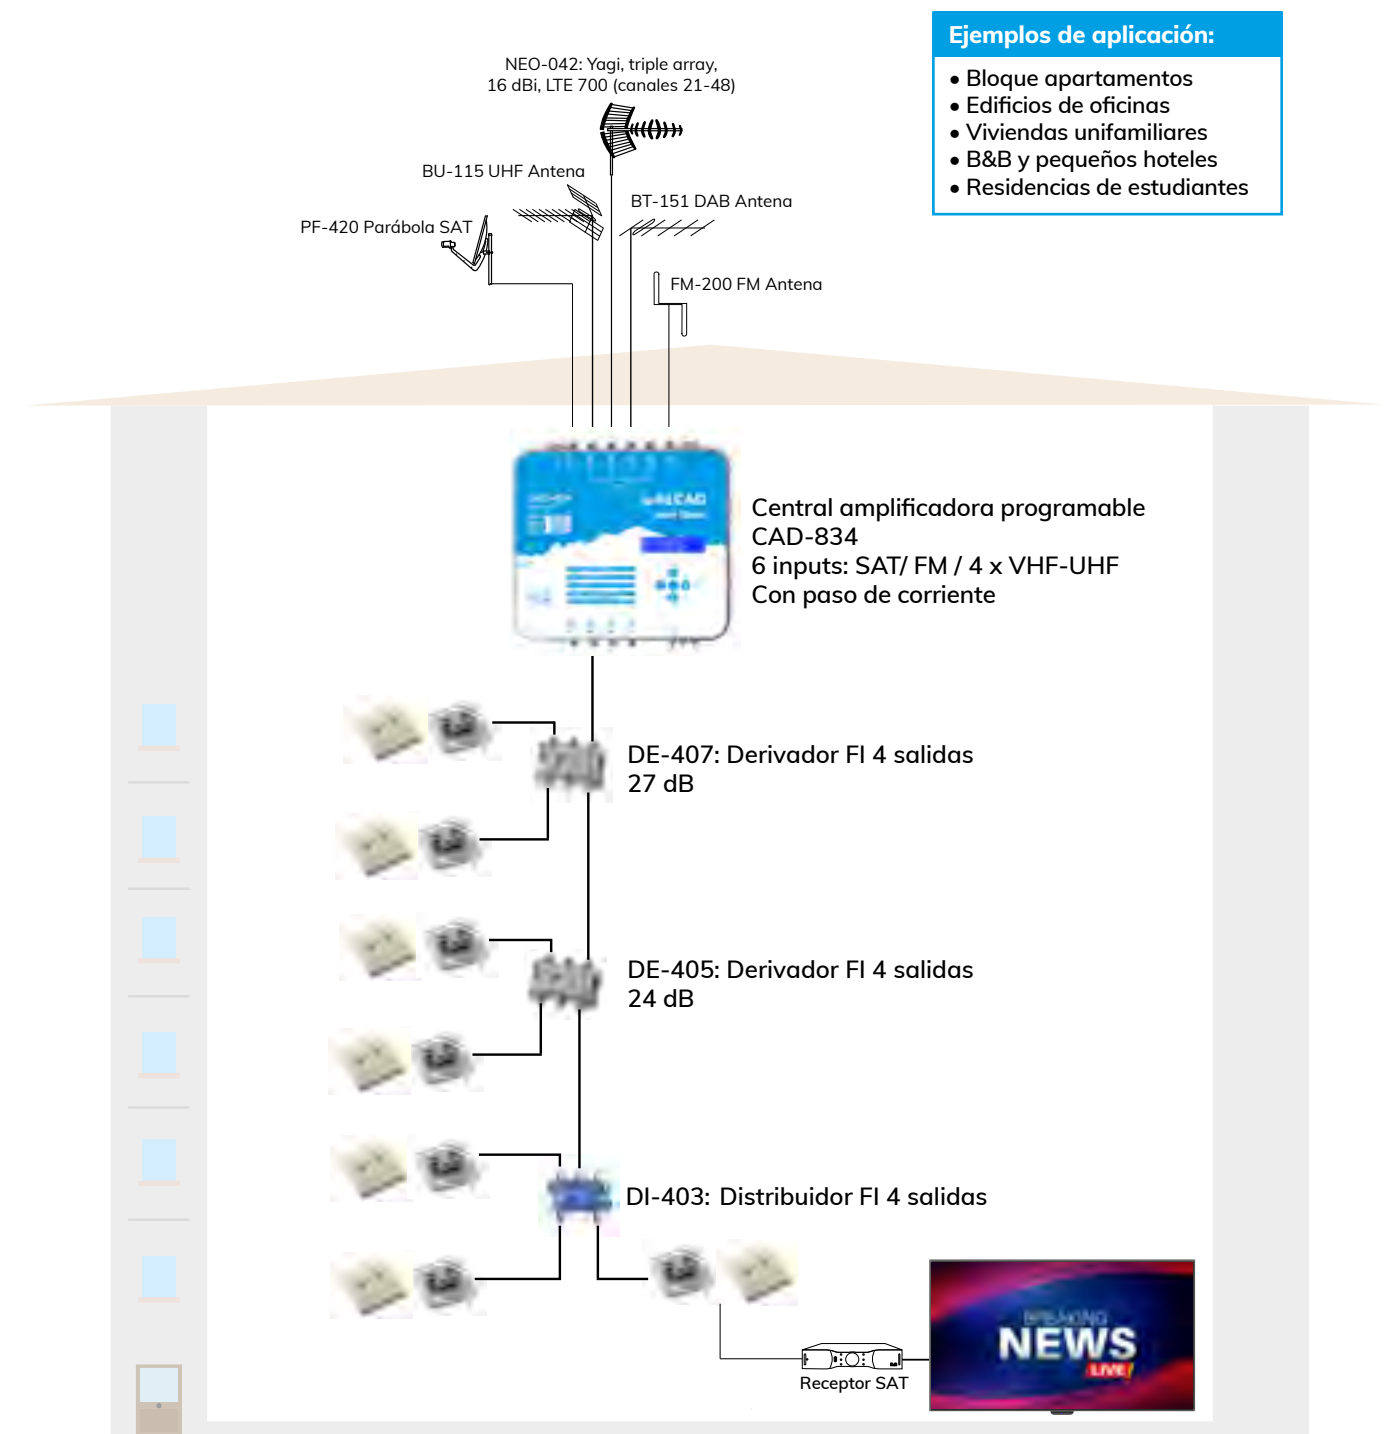 Ejemplos de aplicación:
• Bloque apartamentos
• Edificios de oficinas
• Viviendas unifamiliares
• B&B y pequeños hoteles
• Residencias de estudiantes
NEO-042: Yagi, triple array,
16 dBi, LTE 700 (canales 21-48)
BU-115 UHF Antena
BT-151 DAB Antena
PF-420 Parábola SAT
FM-200 FM Antena
ALCAD
Central amplificadora programable
CAD-834
6 inputs: SAT/ FM / 4 x VHF-UHF
Con paso de corriente
DE-407: Derivador FI 4 salidas
27 dB
DE-405: Derivador FI 4 salidas
24 dB
DI-403: Distribuidor FI 4 salidas
BREAKING
NEWS
LIVE!
Receptor SAT